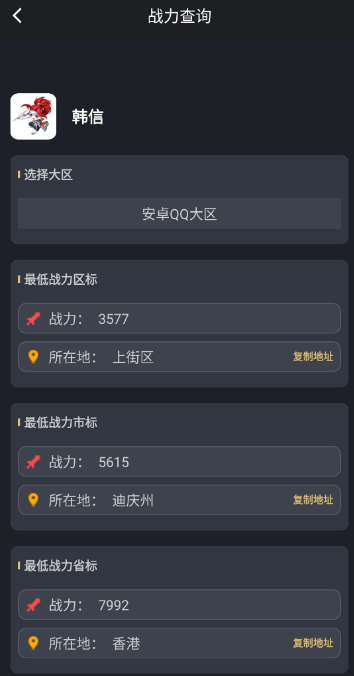 战力查询
韩信
选择大区
安卓QQ大区
最低战力区标
战力： 3577
所在地： 上街区 复制地址
最低战力市标
战力： 5615
所在地： 迪庆州 复制地址
最低战力省标
战力： 7992
所在地： 香港 复制地址